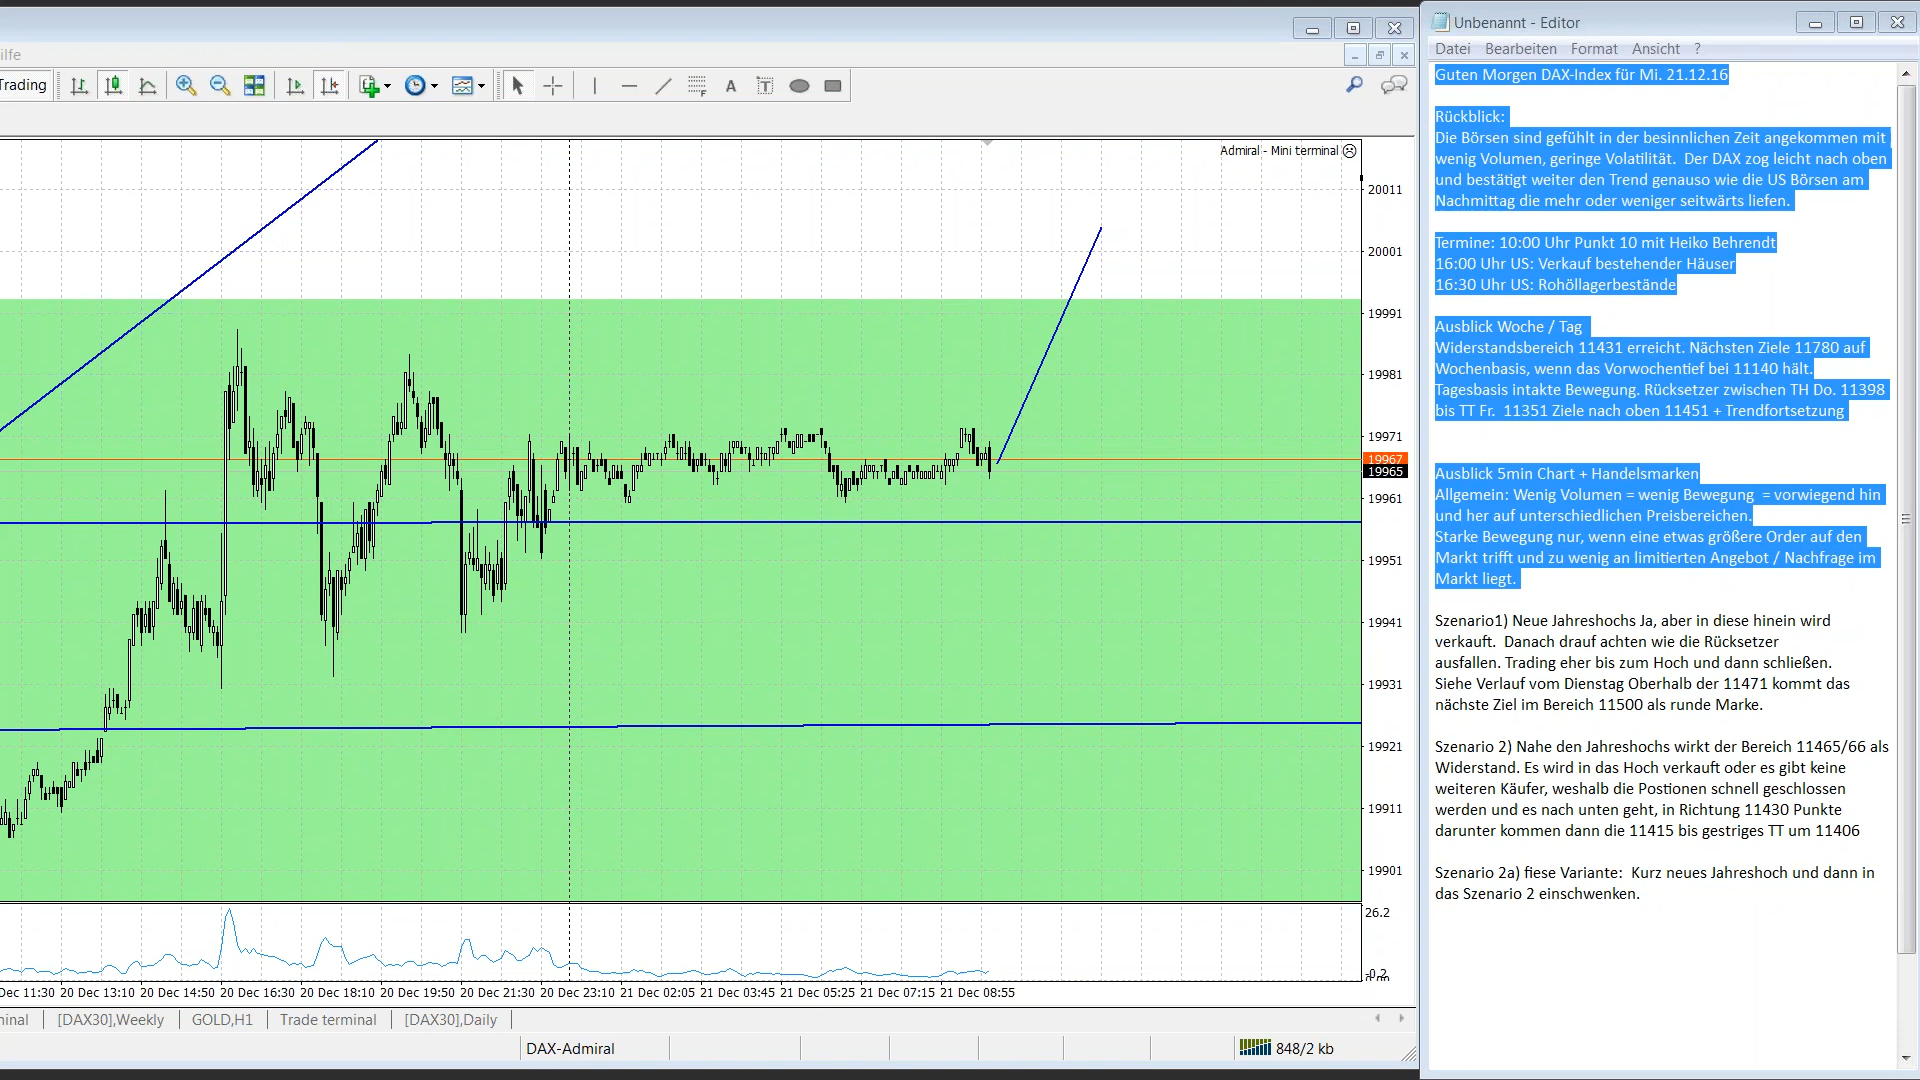 Unbenannt - Editor
ilfe
Datei Bearbeiten Format Ansicht ?
Trading
Guten Morgen DAX-Index für Mi. 21.12.16
Rückblick:
Die Börsen sind gefühlt in der besinnlichen Zeit angekommen mit
wenig Volumen, geringe Volatilität.  Der DAX zog leicht nach oben
und bestätigt weiter den Trend genauso wie die US Börsen am
Nachmittag die mehr oder weniger seitwärts liefen.
Termine: 10:00 Uhr Punkt 10 mit Heiko Behrendt
16:00 Uhr US: Verkauf bestehender Häuser
16:30 Uhr US: Rohöllagerbestände
Ausblick Woche / Tag
Widerstandsbereich 11431 erreicht. Nächsten Ziele 11780 auf
Wochenbasis, wenn das Vorwochentief bei 11140 hält.
Tagesbasis intakte Bewegung. Rücksetzer zwischen TH Do. 11398
bis TT Fr.  11351 Ziele nach oben 11451 + Trendfortsetzung
Ausblick 5min Chart + Handelsmarken
Allgemein: Wenig Volumen = wenig Bewegung  = vorwiegend hin
und her auf unterschiedlichen Preisbereichen.
Starke Bewegung nur, wenn eine etwas größere Order auf den
Markt trifft und zu wenig an limitierten Angebot / Nachfrage im
Markt liegt.
Szenario1) Neue Jahreshochs Ja, aber in diese hinein wird
verkauft.  Danach drauf achten wie die Rücksetzer
ausfallen. Trading eher bis zum Hoch und dann schließen.
Siehe Verlauf vom Dienstag Oberhalb der 11471 kommt das
nächste Ziel im Bereich 11500 als runde Marke.
Szenario 2) Nahe den Jahreshochs wirkt der Bereich 11465/66 als
Widerstand. Es wird in das Hoch verkauft oder es gibt keine
weiteren Käufer, weshalb die Postionen schnell geschlossen
werden und es nach unten geht, in Richtung 11430 Punkte
darunter kommen dann die 11415 bis gestriges TT um 11406
Szenario 2a) fiese Variante:  Kurz neues Jahreshoch und dann in
das Szenario 2 einschwenken.
Admiral - Mini terminal
20011
20001
19991
19981
19971
19967
19965
19961
19951
19941
19931
19921
19911
19901
26.2
Dec 11:30 20 Dec 13:10 20 Dec 14:50 20 Dec 16:30 20 Dec 18:10 20 Dec 19:50 20 Dec 21:30 20 Dec 23:10 21 Dec 02:05 21 Dec 03:45 21 Dec 05:25 21 Dec 07:15 21 Dec 08:55
inal [DAX30],Weekly GOLD,H1 Trade terminal [DAX30],Daily
DAX-Admiral 848/2 kb